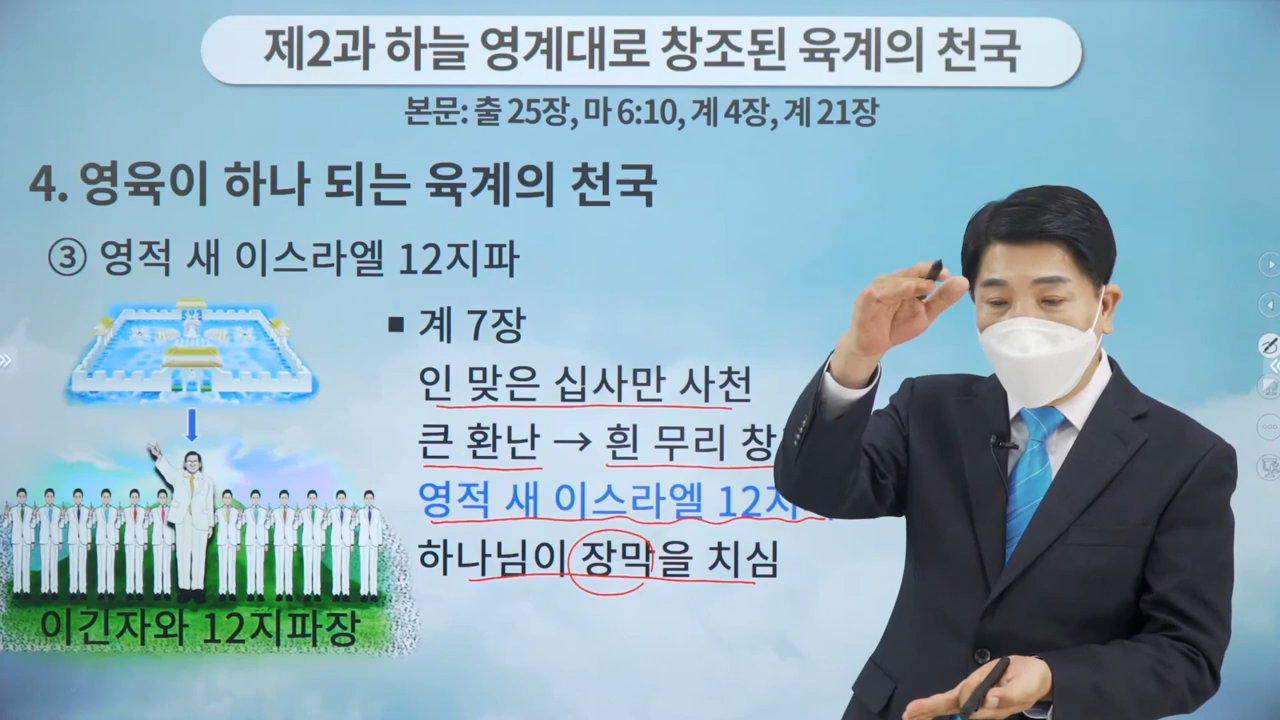 제2과 하늘 영계대로 창조된 육계의 천국
본문: 출 25장, 마 6:10, 계 4장, 계 21장
4. 영육이 하나 되는 육계의 천국
③ 영적 새 이스라엘 12지파
■ 계 7장
인 맞은 십사만 사천
큰 환난 → 흰 무리 창
영적 새 이스라엘 12지
하나님이 장막을 치심
이긴자와 12지파장